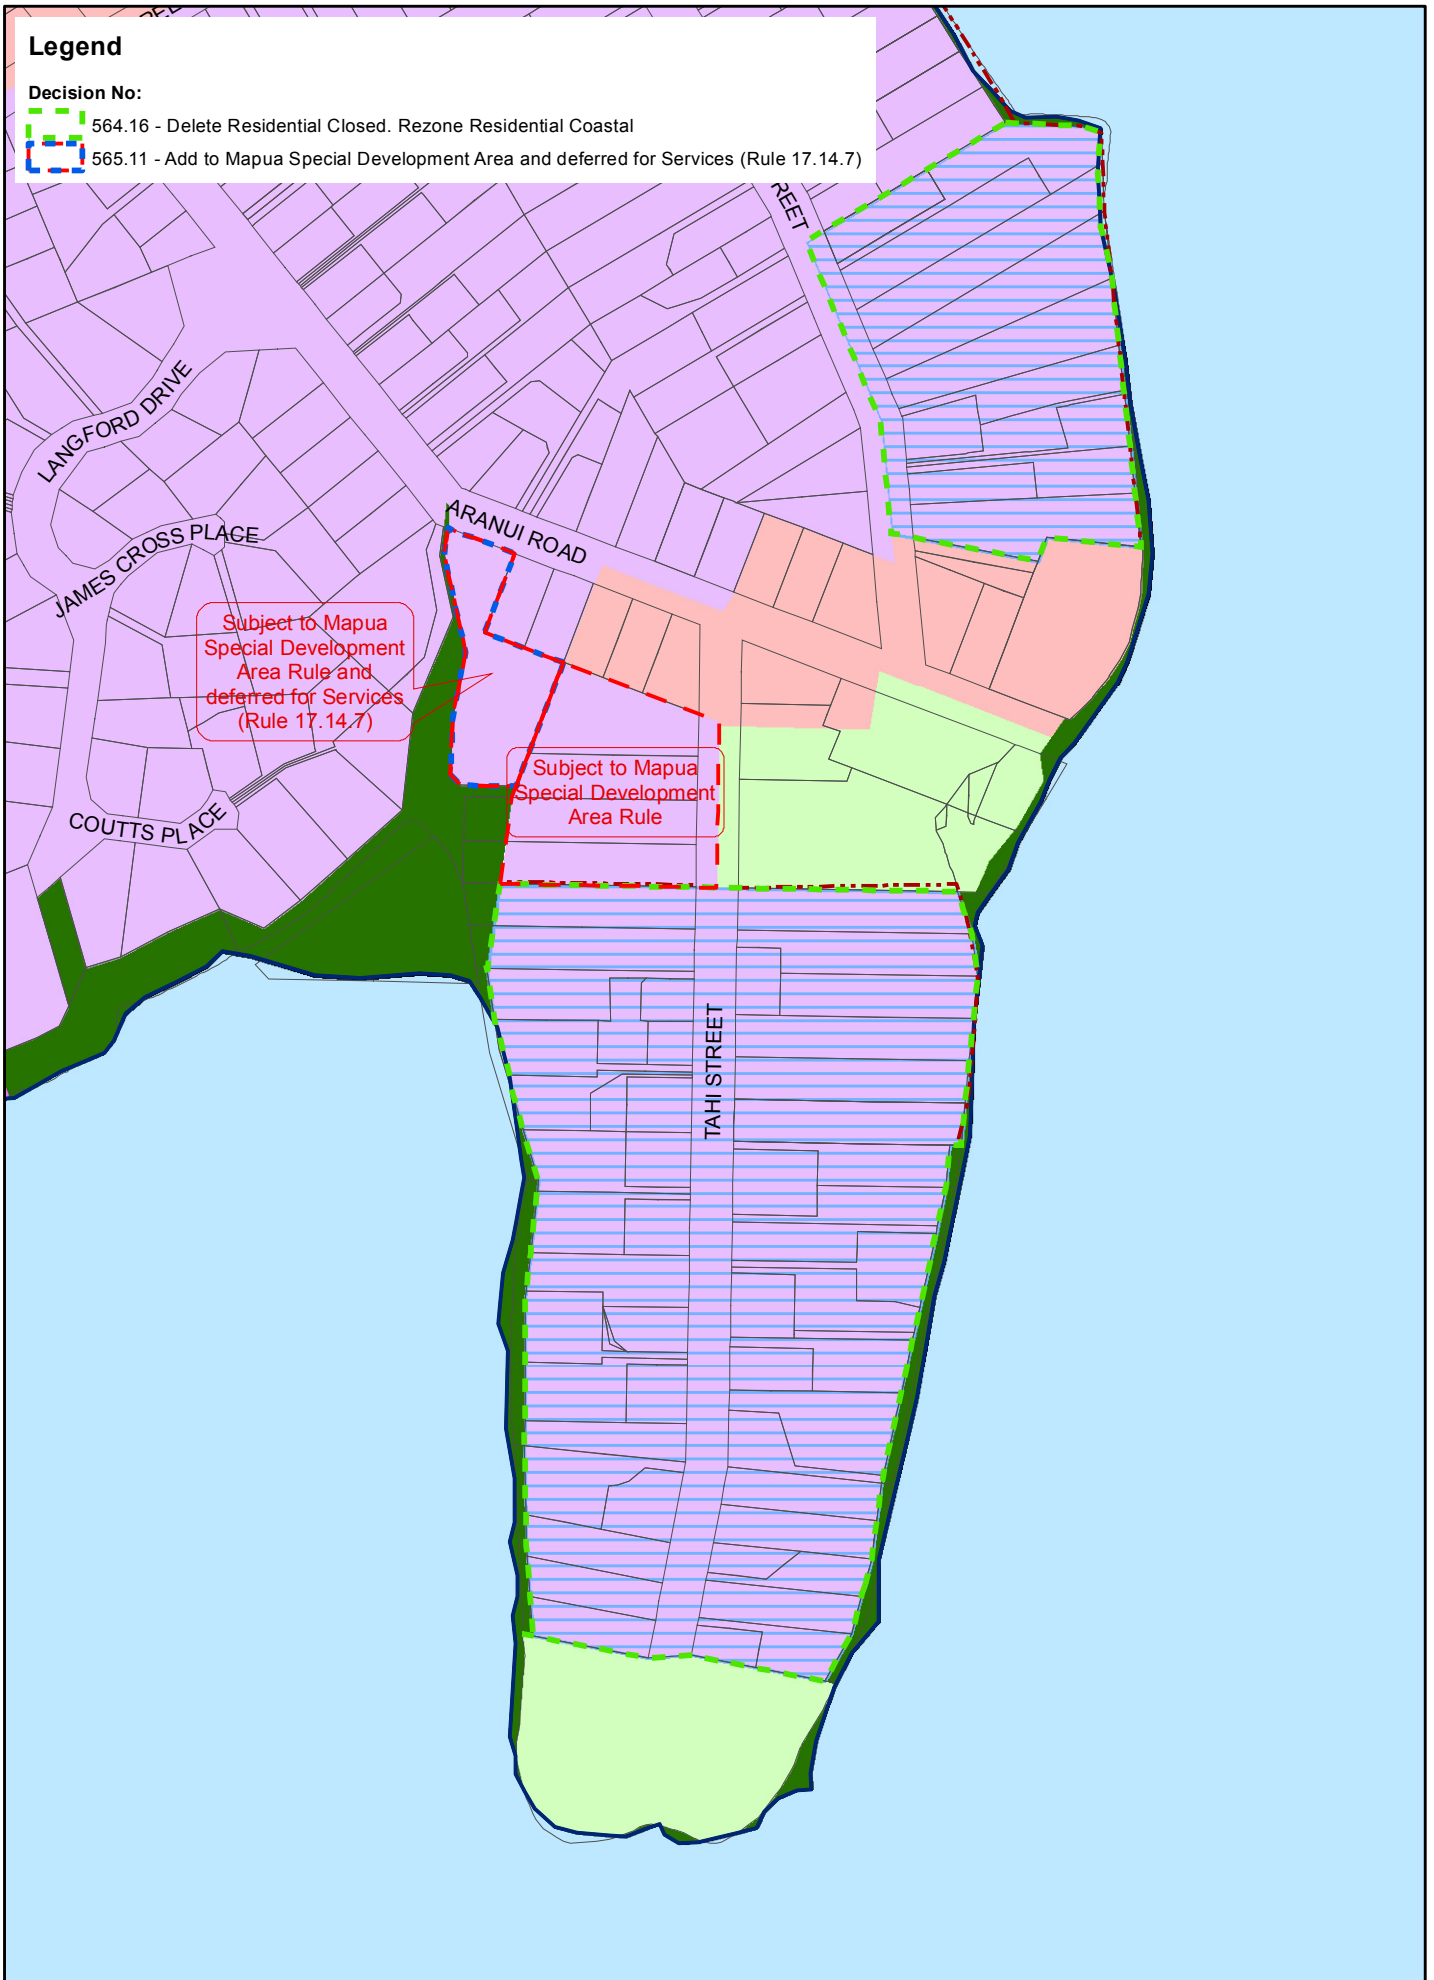 Legend
Decision No:
564.16 - Delete Residential Closed. Rezone Residential Coastal
565.11 - Add to Mapua Special Development Area and deferred for Services (Rule 17.14.7)
REET
LANGFORD DRIVE
ARANUI ROAD
JAMES CROSS PLACE
Subject to Mapua
Special Development
Area Rule and
deferred for Services
(Rule 17.14.7)
Subject to Mapua
Special Development
Area Rule
COUTTS PLACE
TAHI STREET